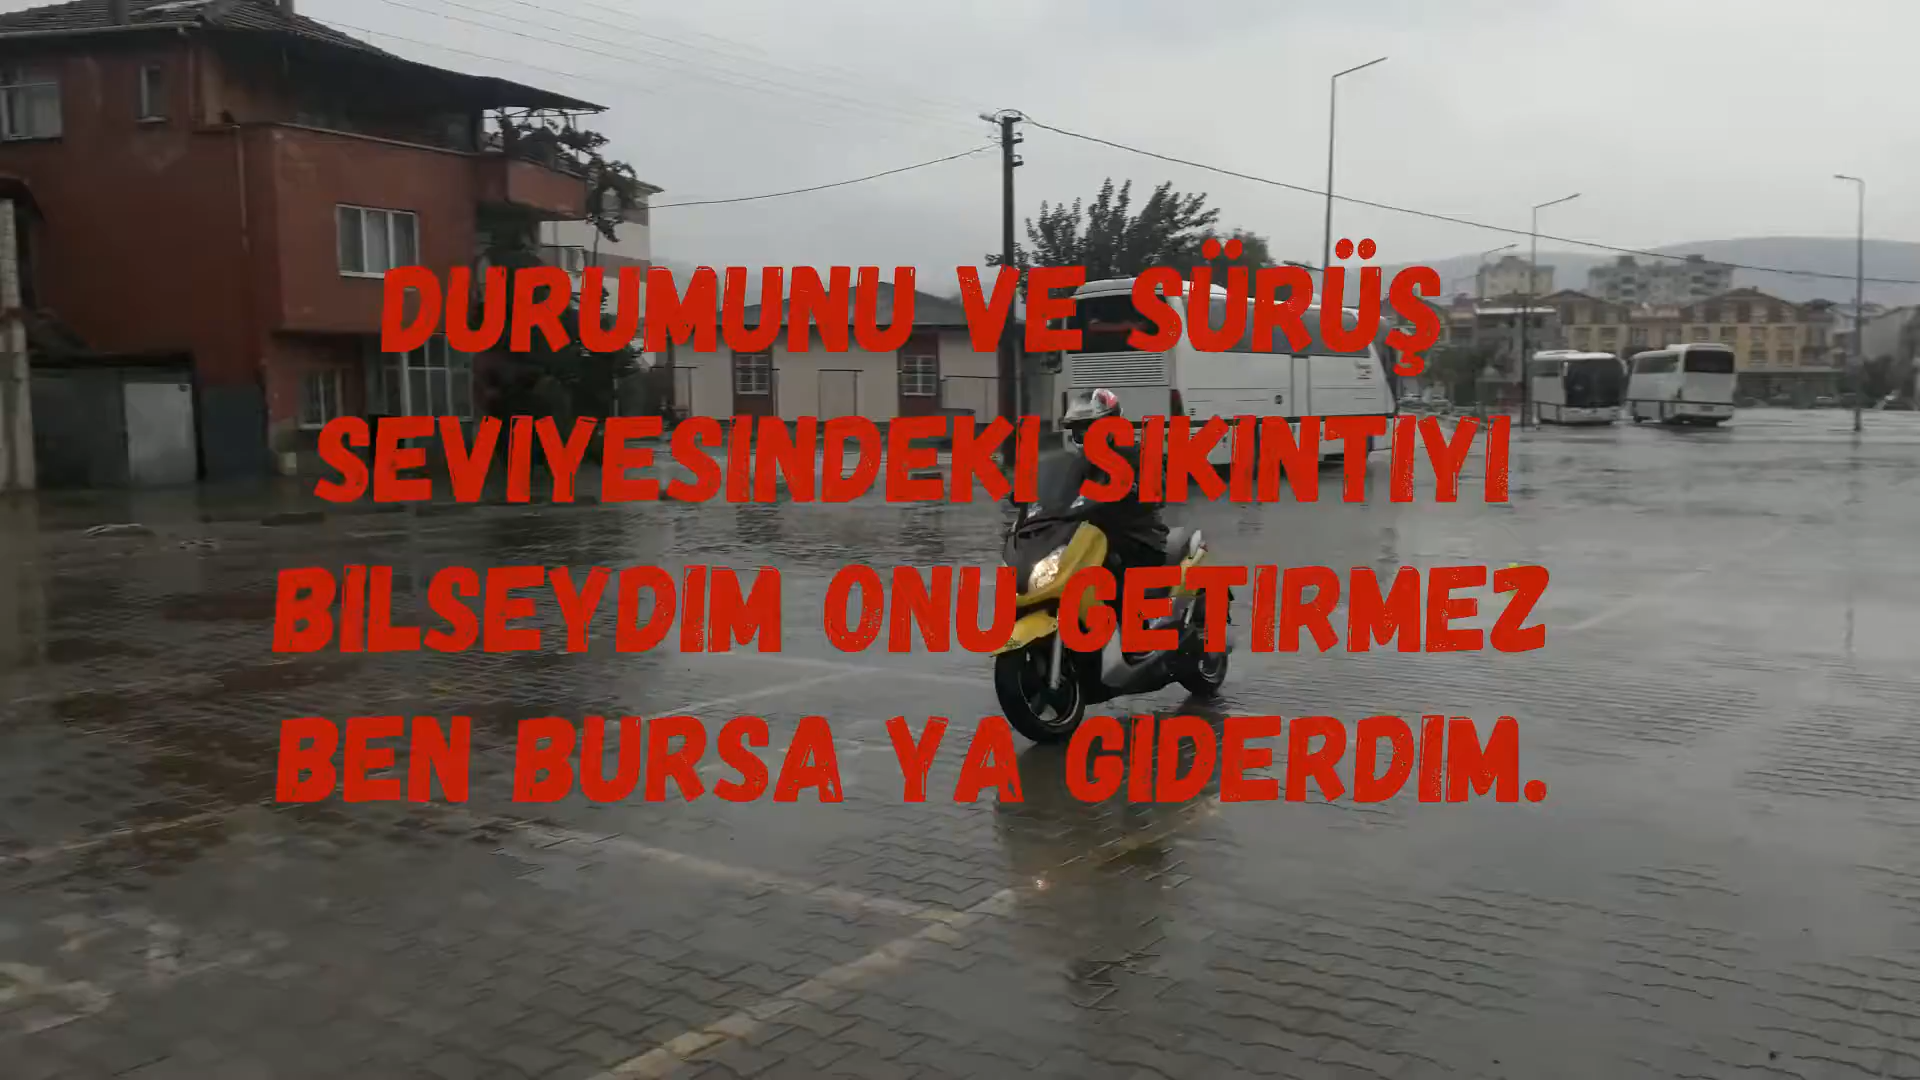 DURUMUNU VE SÜRÜŞ
SEVIYESINDEKI SIKINTIYI
BILSEYDIM ONU GETIRMEZ
BEN BURSA YA GIDERDIM.